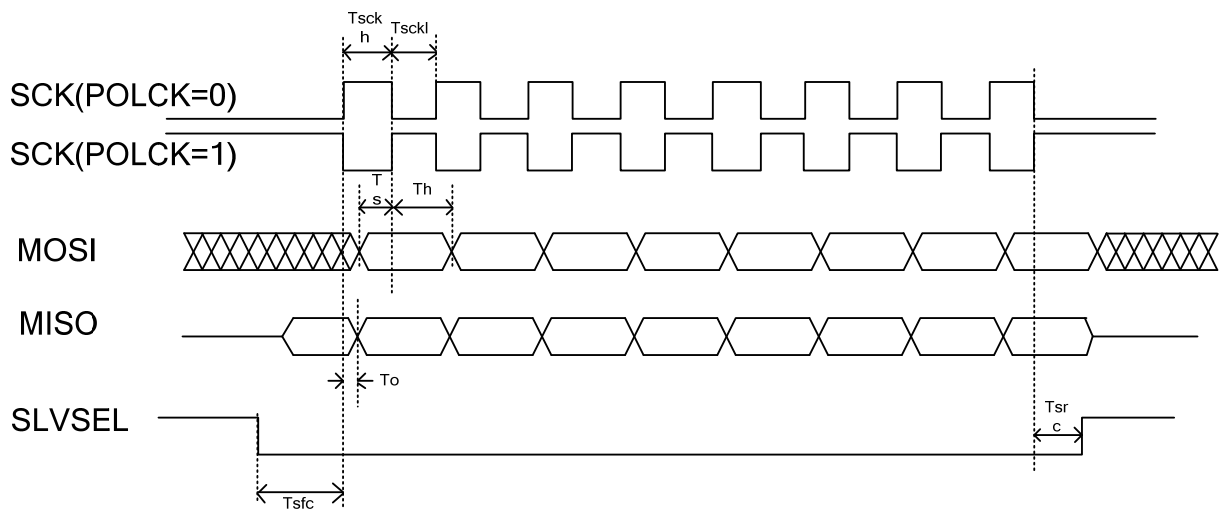 Tsck
h
Tsckl
SCK(POLCK=0)
SCK(POLCK=1)
T
s
Th
MOSI
MISO
To
SLVSEL
Tsr
c
Tsfc